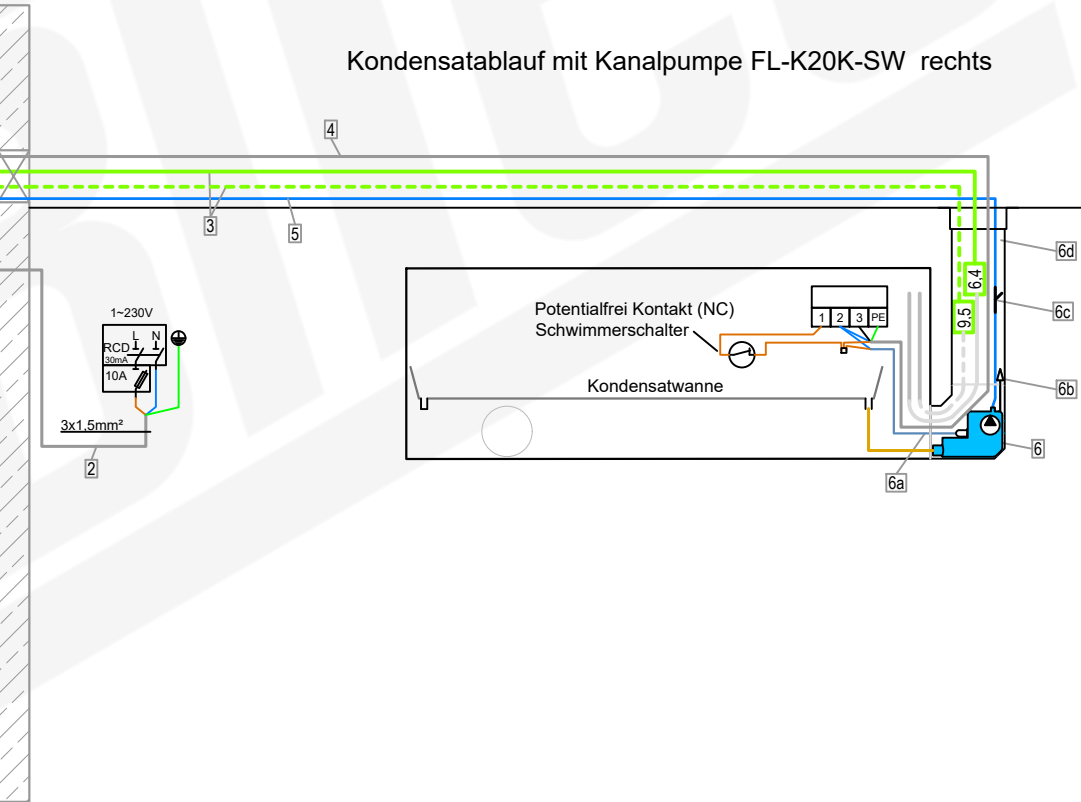 Kondensatablauf mit Kanalpumpe FL-K20K-SW rechts
4
3
5
6d
6,4
9,5
6c
1~230V
L N
RCD
30mA
10A
3x1,5mm²
2
Potentialfrei Kontakt (NC)
Schwimmerschalter
1 2 3 PE
Kondensatwanne
6b
6
6a